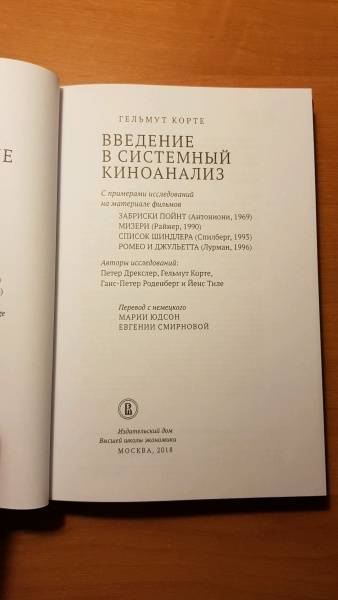 ГЕЛЬМУТ КОРТЕ
ВВЕДЕНИЕ
В СИСТЕМНЫЙ
КИНОАНАЛИЗ
С примерами исследований
на материале фильмов
ЗАБРИСКИ ПОЙНТ (Антониони, 1969)
МИЗЕРИ (Райнер, 1990)
СПИСОК ШИНДЛЕРА (Спилберг, 1993)
РОМЕО И ДЖУЛЬЕТТА (Лурман, 1996)
Авторы исследований:
Петер Дрекслер, Гельмут Корте,
Ганс-Петер Роденберг и Йенс Тиле
Перевод с немецкого
МАРИИ ЮДСОН
ЕВГЕНИИ СМИРНОВОЙ
Издательский дом
Высшей школы экономики
МОСКВА, 2018